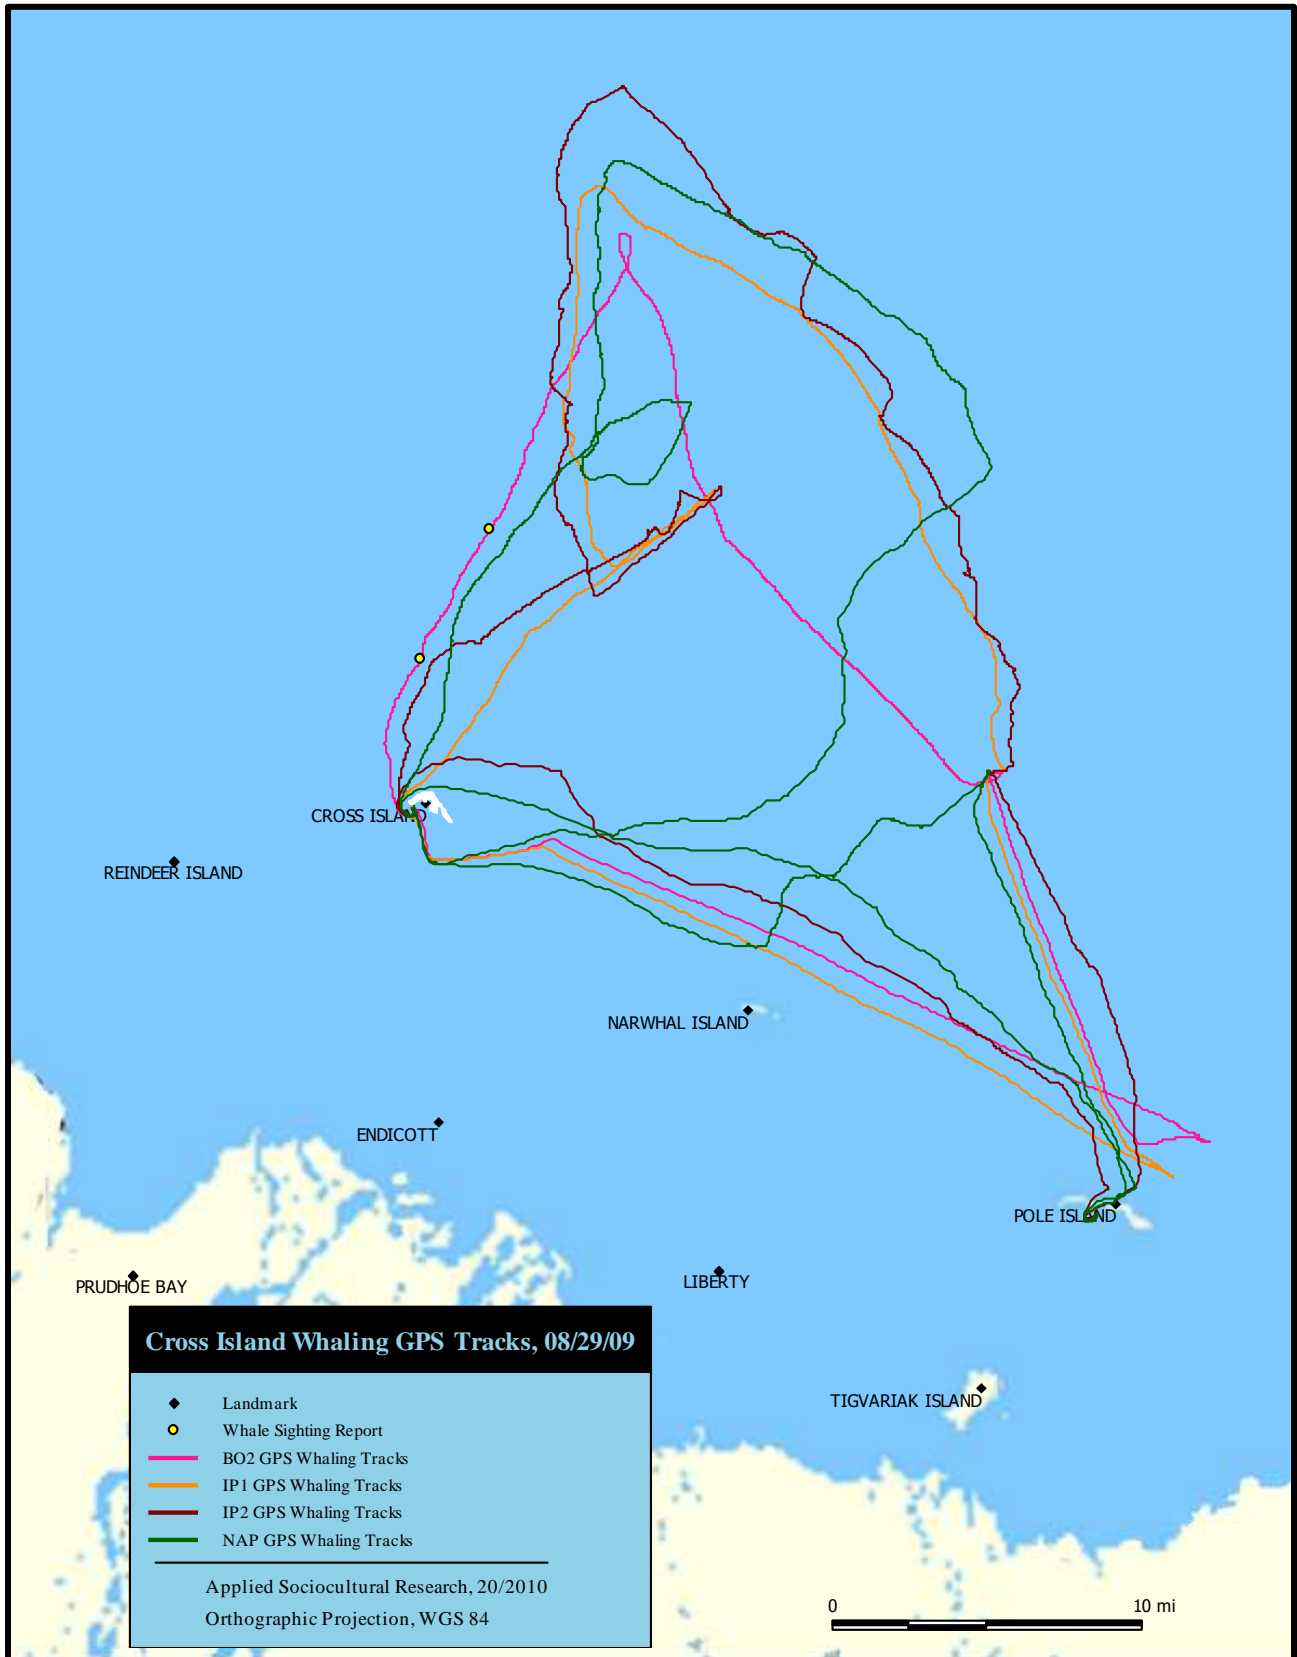 CROSS ISLAND
REINDEER ISLAND
NARWHAL ISLAND
ENDICOTT
POLE ISLAND
PRUDHOE BAY
LIBERTY
TIGVARIAK ISLAND
Cross Island Whaling GPS Tracks, 08/29/09
Landmark
Whale Sighting Report
BO2 GPS Whaling Tracks
IP1 GPS Whaling Tracks
IP2 GPS Whaling Tracks
NAP GPS Whaling Tracks
Applied Sociocultural Research, 20/2010
Orthographic Projection, WGS 84
0 10 mi